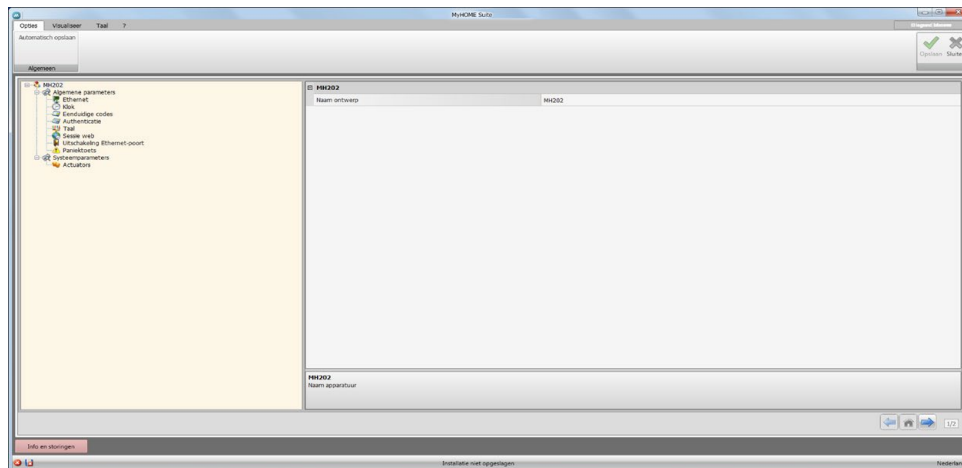 MyHOME Suite
Opties Visualiseer Taal ?
Automatisch opslaan
Opslaan Sluite
Algemeen
MH202
Algemene parameters
Ethernet
Klok
Eenduidige codes
Authenticatie
Taal
Sessie web
Uitschakeling Ethernet-poort
Paniektoets
Systeemparameters
Actuators
MH202
Naam ontwerp MH202
MH202
Naam apparatuur
1/2
Info en storingen
Installatie niet opgeslagen
Nederlan